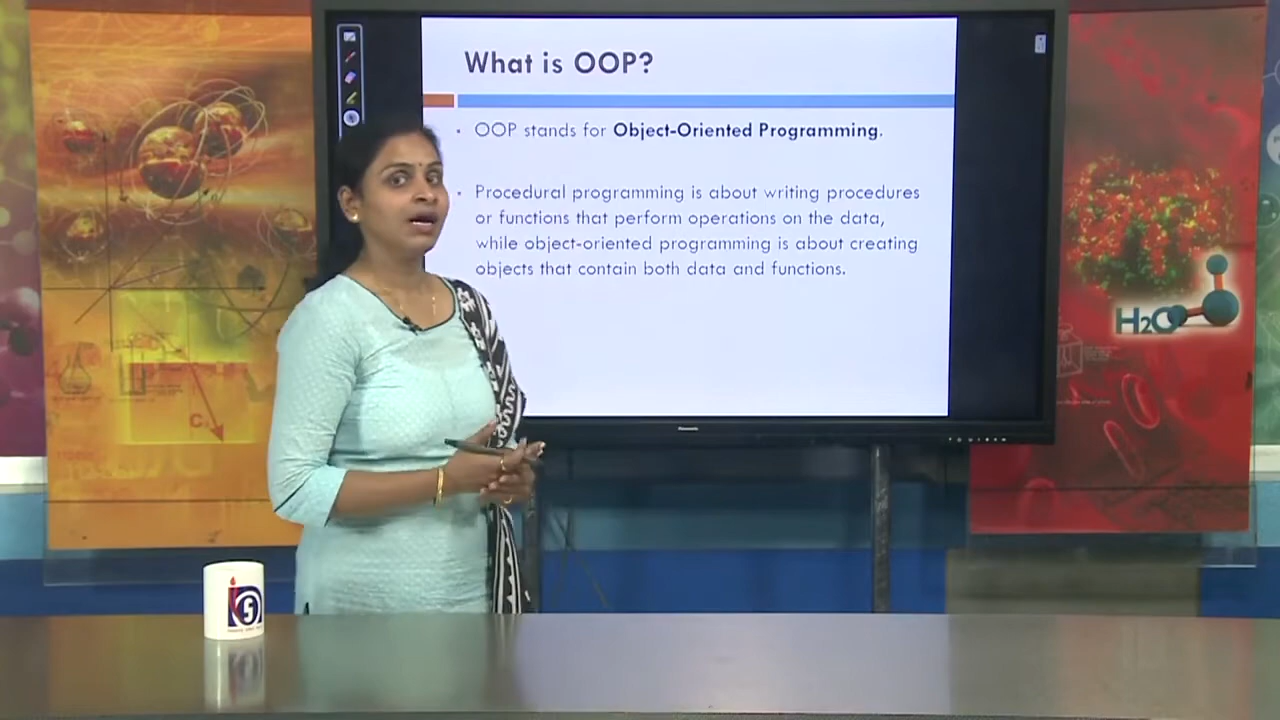 What is OOP?
• OOP stands for Object-Oriented Programming.
• Procedural programming is about writing procedures
or functions that perform operations on the data,
while object-oriented programming is about creating
objects that contain both data and functions.
H2O
Panasonic